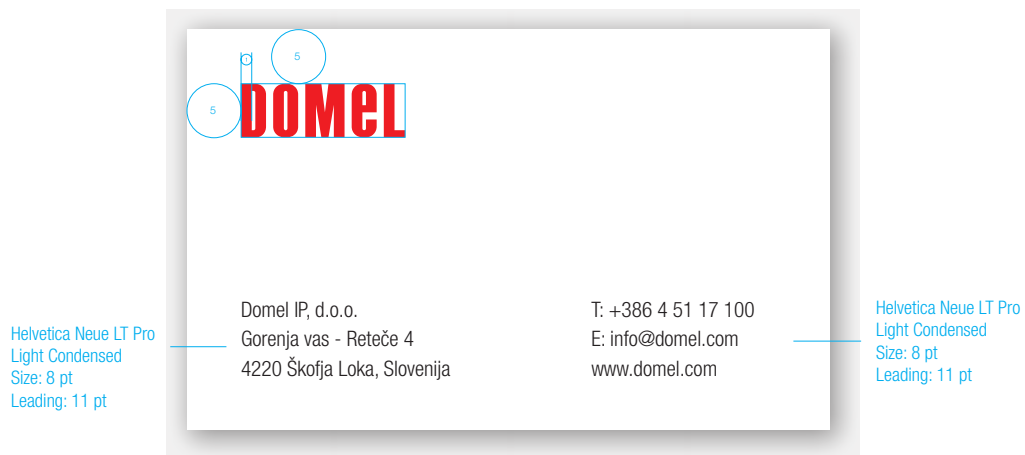 5
5
DOMEL
Domel IP, d.o.o.
Gorenja vas - Reteče 4
4220 Škofja Loka, Slovenija
T: +386 4 51 17 100
E: info@domel.com
www.domel.com
Helvetica Neue LT Pro
Light Condensed
Size: 8 pt
Leading: 11 pt
Helvetica Neue LT Pro
Light Condensed
Size: 8 pt
Leading: 11 pt